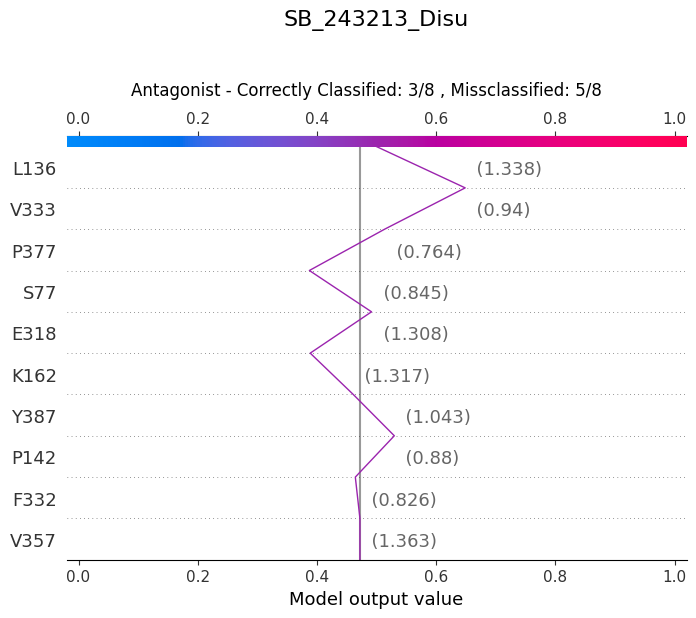 SB_243213_Disu
Antagonist - Correctly Classified: 3/8 , Missclassified: 5/8
0.0 0.2 0.4 0.6 0.8 1.0
L136 (1.338)
V333 (0.94)
P377 (0.764)
S77 (0.845)
E318 (1.308)
K162 (1.317)
Y387 (1.043)
P142 (0.88)
F332 (0.826)
V357 (1.363)
0.0 0.2 0.4 0.6 0.8 1.0
Model output value